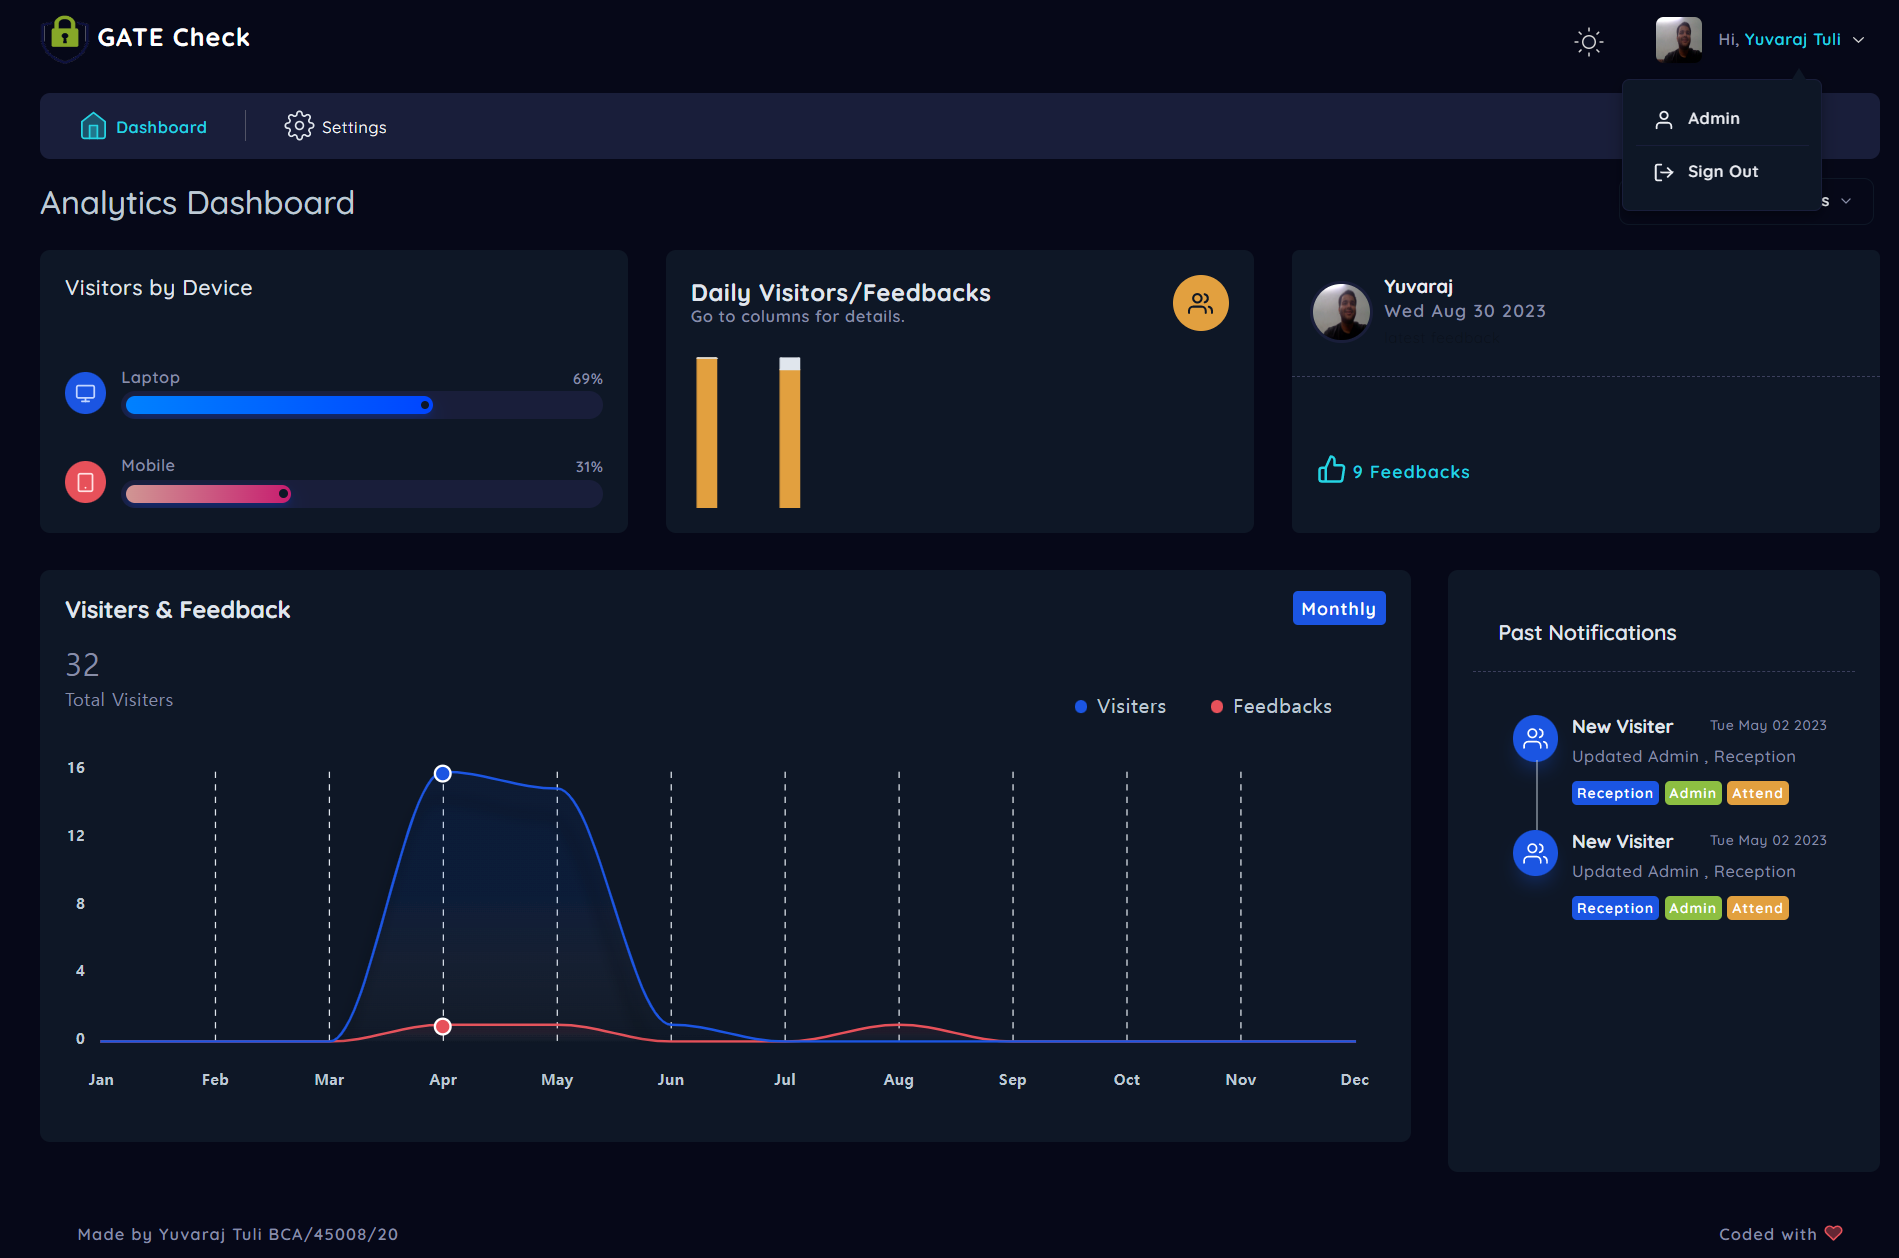 GATE Check
Hi, Yuvaraj Tuli
Dashboard
Settings
Admin
Sign Out
Analytics Dashboard
s
Visitors by Device
Laptop
69%
Mobile
31%
Daily Visitors/Feedbacks
Go to columns for details.
Yuvaraj
Wed Aug 30 2023
9 Feedbacks
Visiters & Feedback
Monthly
32
Total Visiters
Visiters
Feedbacks
16
12
8
4
0
Jan Feb Mar Apr May Jun Jul Aug Sep Oct Nov Dec
Past Notifications
New Visiter
Tue May 02 2023
Updated Admin , Reception
Reception Admin Attend
New Visiter
Tue May 02 2023
Updated Admin , Reception
Reception Admin Attend
Made by Yuvaraj Tuli BCA/45008/20
Coded with